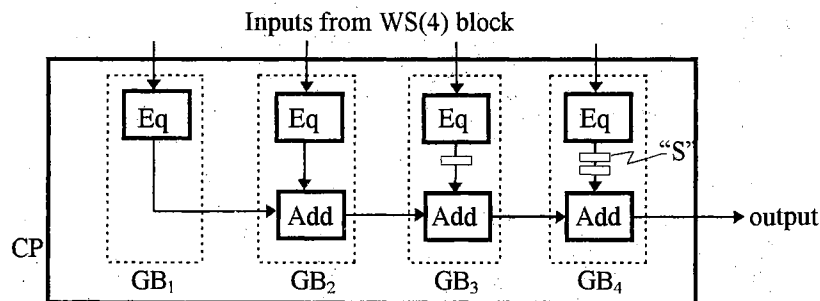 Inputs from WS(4) block
Eq Eq Eq Eq
“S”
Add Add Add output
CP
GB₁ GB₂ GB₃ GB₄